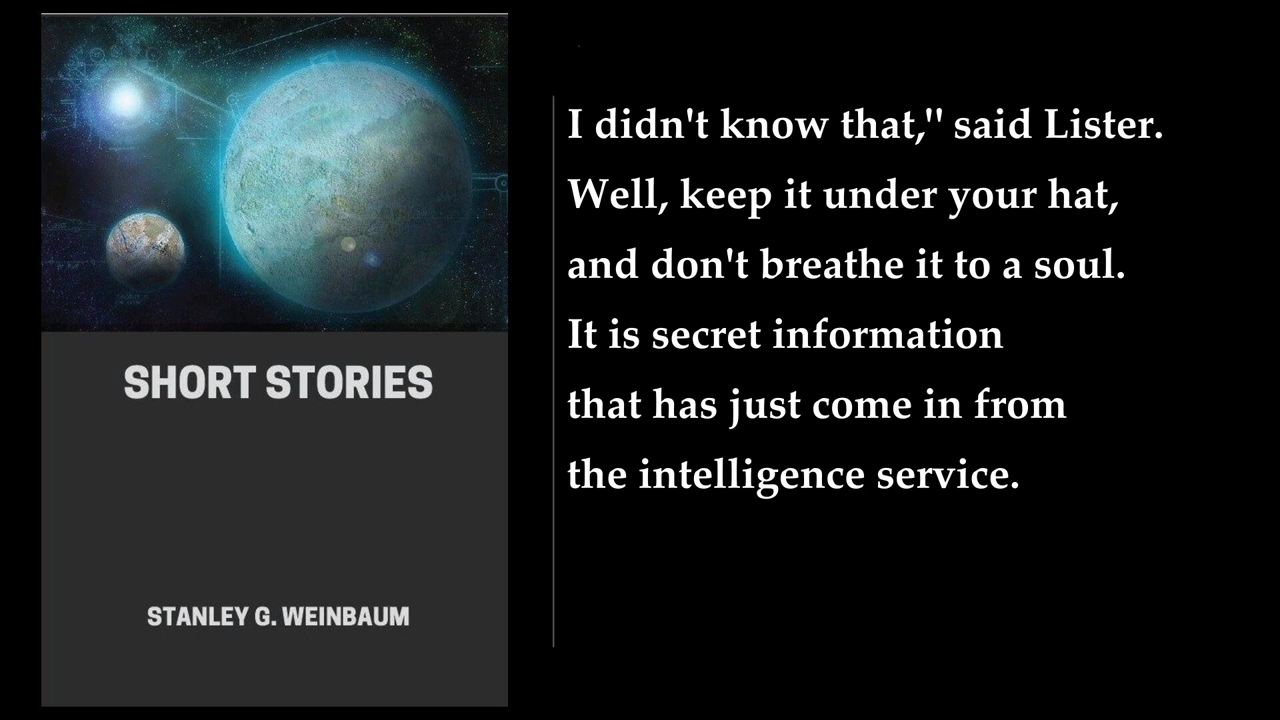 SHORT STORIES
STANLEY G. WEINBAUM
I didn't know that," said Lister.
Well, keep it under your hat,
and don't breathe it to a soul.
It is secret information
that has just come in from
the intelligence service.